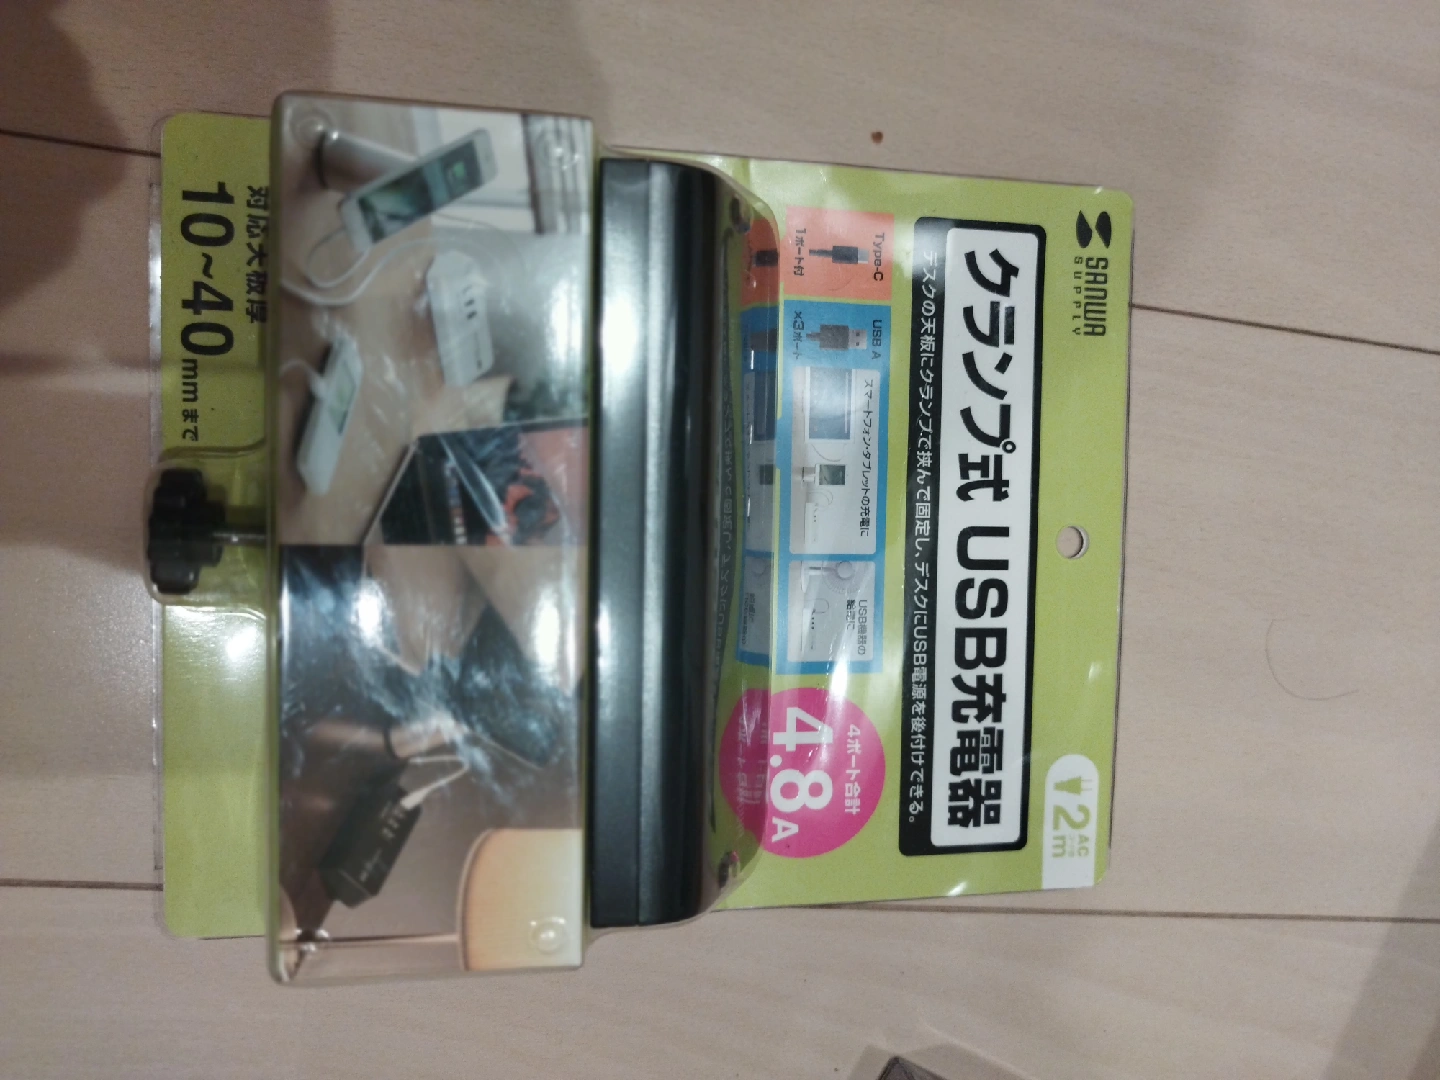 SANWA
SUPPLY
2m
AC
クランプ式 USB充電器
デスクの天板にクランプで挟んで固定し、デスクにUSB電源を後付けできる。
Type-C
1ポート付
USB A
×3ポート
スマートフォン・タブレットの充電に
USB機器の
給電に
4ポート合計
4.8A
対応天板厚
10~40mmまで